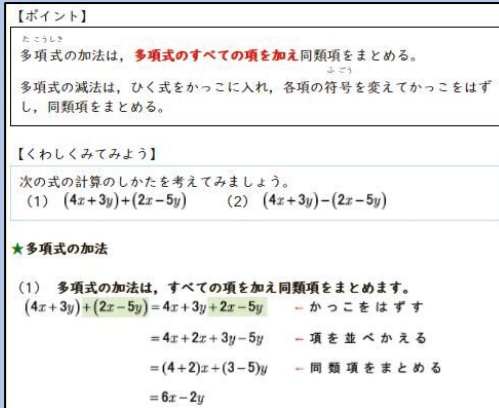 【ポイント】
たこうしき
多項式の加法は，多項式のすべての項を加え同類項をまとめる。
ふごう
多項式の減法は，ひく式をかっこに入れ，各項の符号を変えてかっこをはず
し，同類項をまとめる。
【くわしくみてみよう】
次の式の計算のしかたを考えてみましょう。
(1) (4x+3y)+(2x-5y) (2) (4x+3y)-(2x-5y)
★多項式の加法
(1) 多項式の加法は，すべての項を加え同類項をまとめます。
(4x+3y)+(2x-5y)=4x+3y+2x-5y ←かっこをはずす
=4x+2x+3y-5y ←項を並べかえる
=(4+2)x+(3-5)y ←同類項をまとめる
=6x-2y